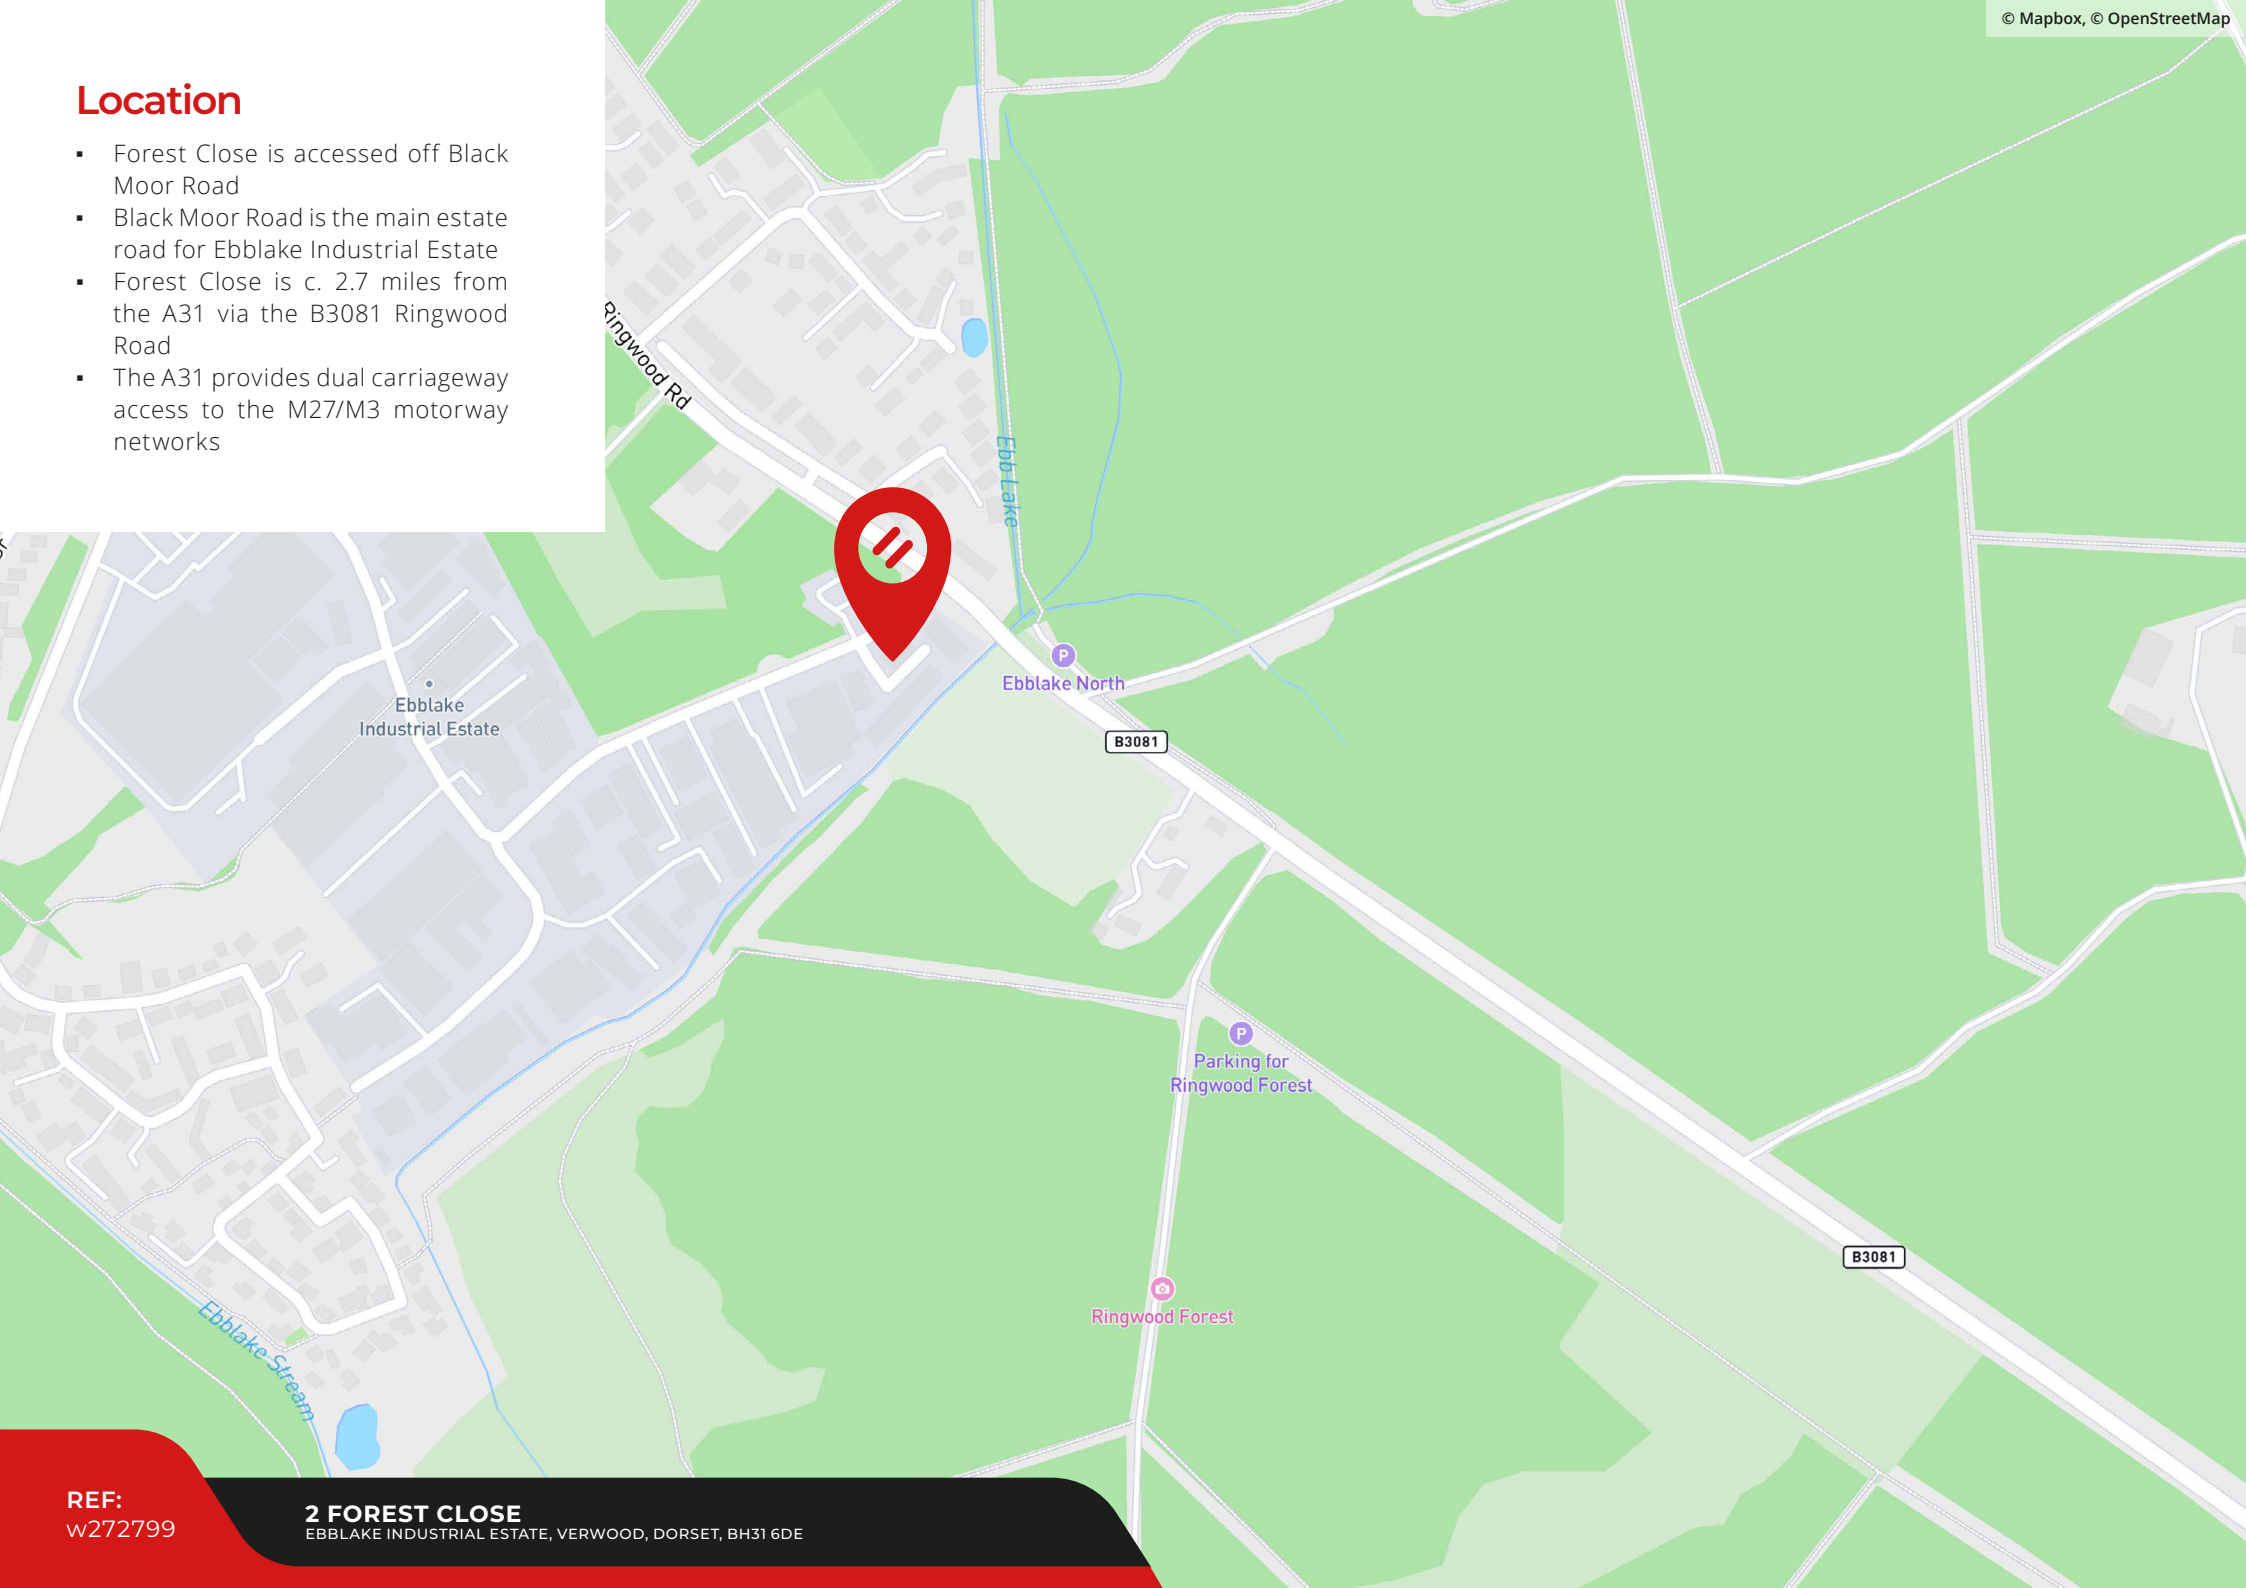 © Mapbox, © OpenStreetMap
Location
▪ Forest Close is accessed off Black
Moor Road
▪ Black Moor Road is the main estate
road for Ebblake Industrial Estate
▪ Forest Close is c. 2.7 miles from
the A31 via the B3081 Ringwood
Road
▪ The A31 provides dual carriageway
access to the M27/M3 motorway
networks
Ringwood Rd
Ebb Lake
P
Ebblake North
Ebblake
Industrial Estate
B3081
P
Parking for
Ringwood Forest
B3081
Ringwood Forest
Ebblake Stream
REF:
w272799
2 FOREST CLOSE
EBBLAKE INDUSTRIAL ESTATE, VERWOOD, DORSET, BH31 6DE